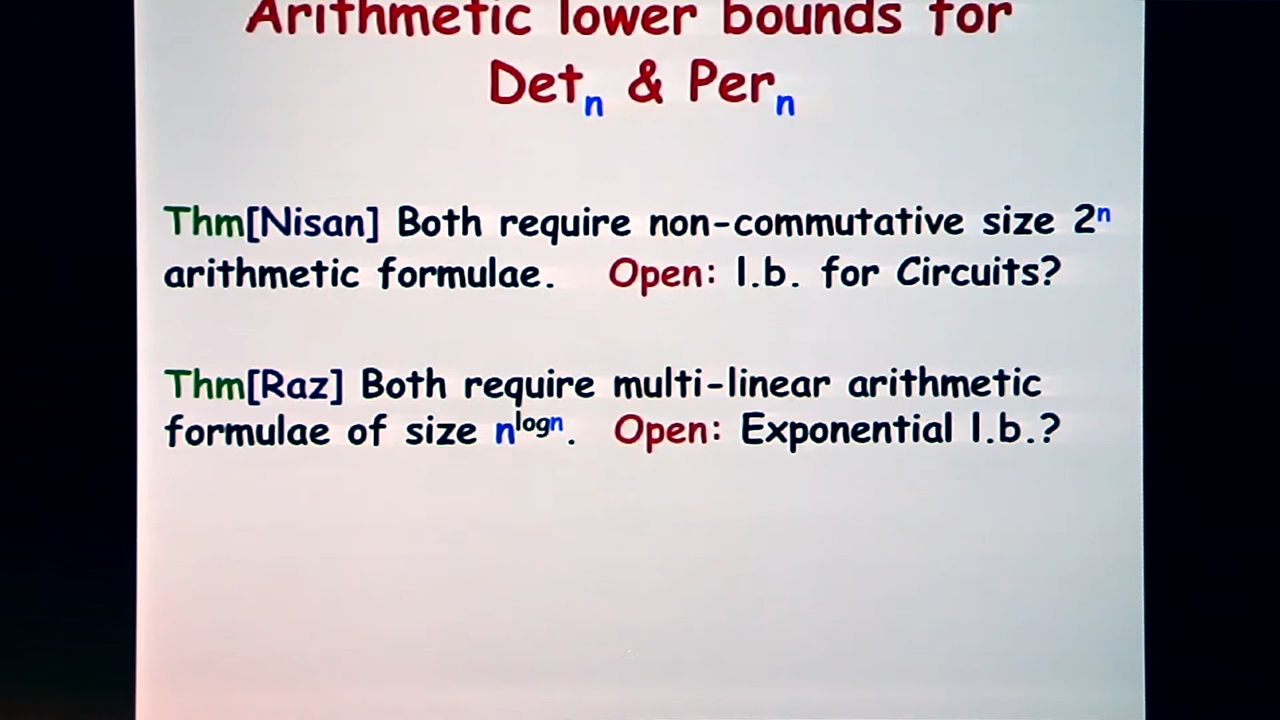 Arithmetic lower bounds for
Detₙ & Perₙ
Thm[Nisan] Both require non-commutative size 2ⁿ
arithmetic formulae. Open: l.b. for Circuits?
Thm[Raz] Both require multi-linear arithmetic
formulae of size nˡᵒᵍⁿ. Open: Exponential l.b.?